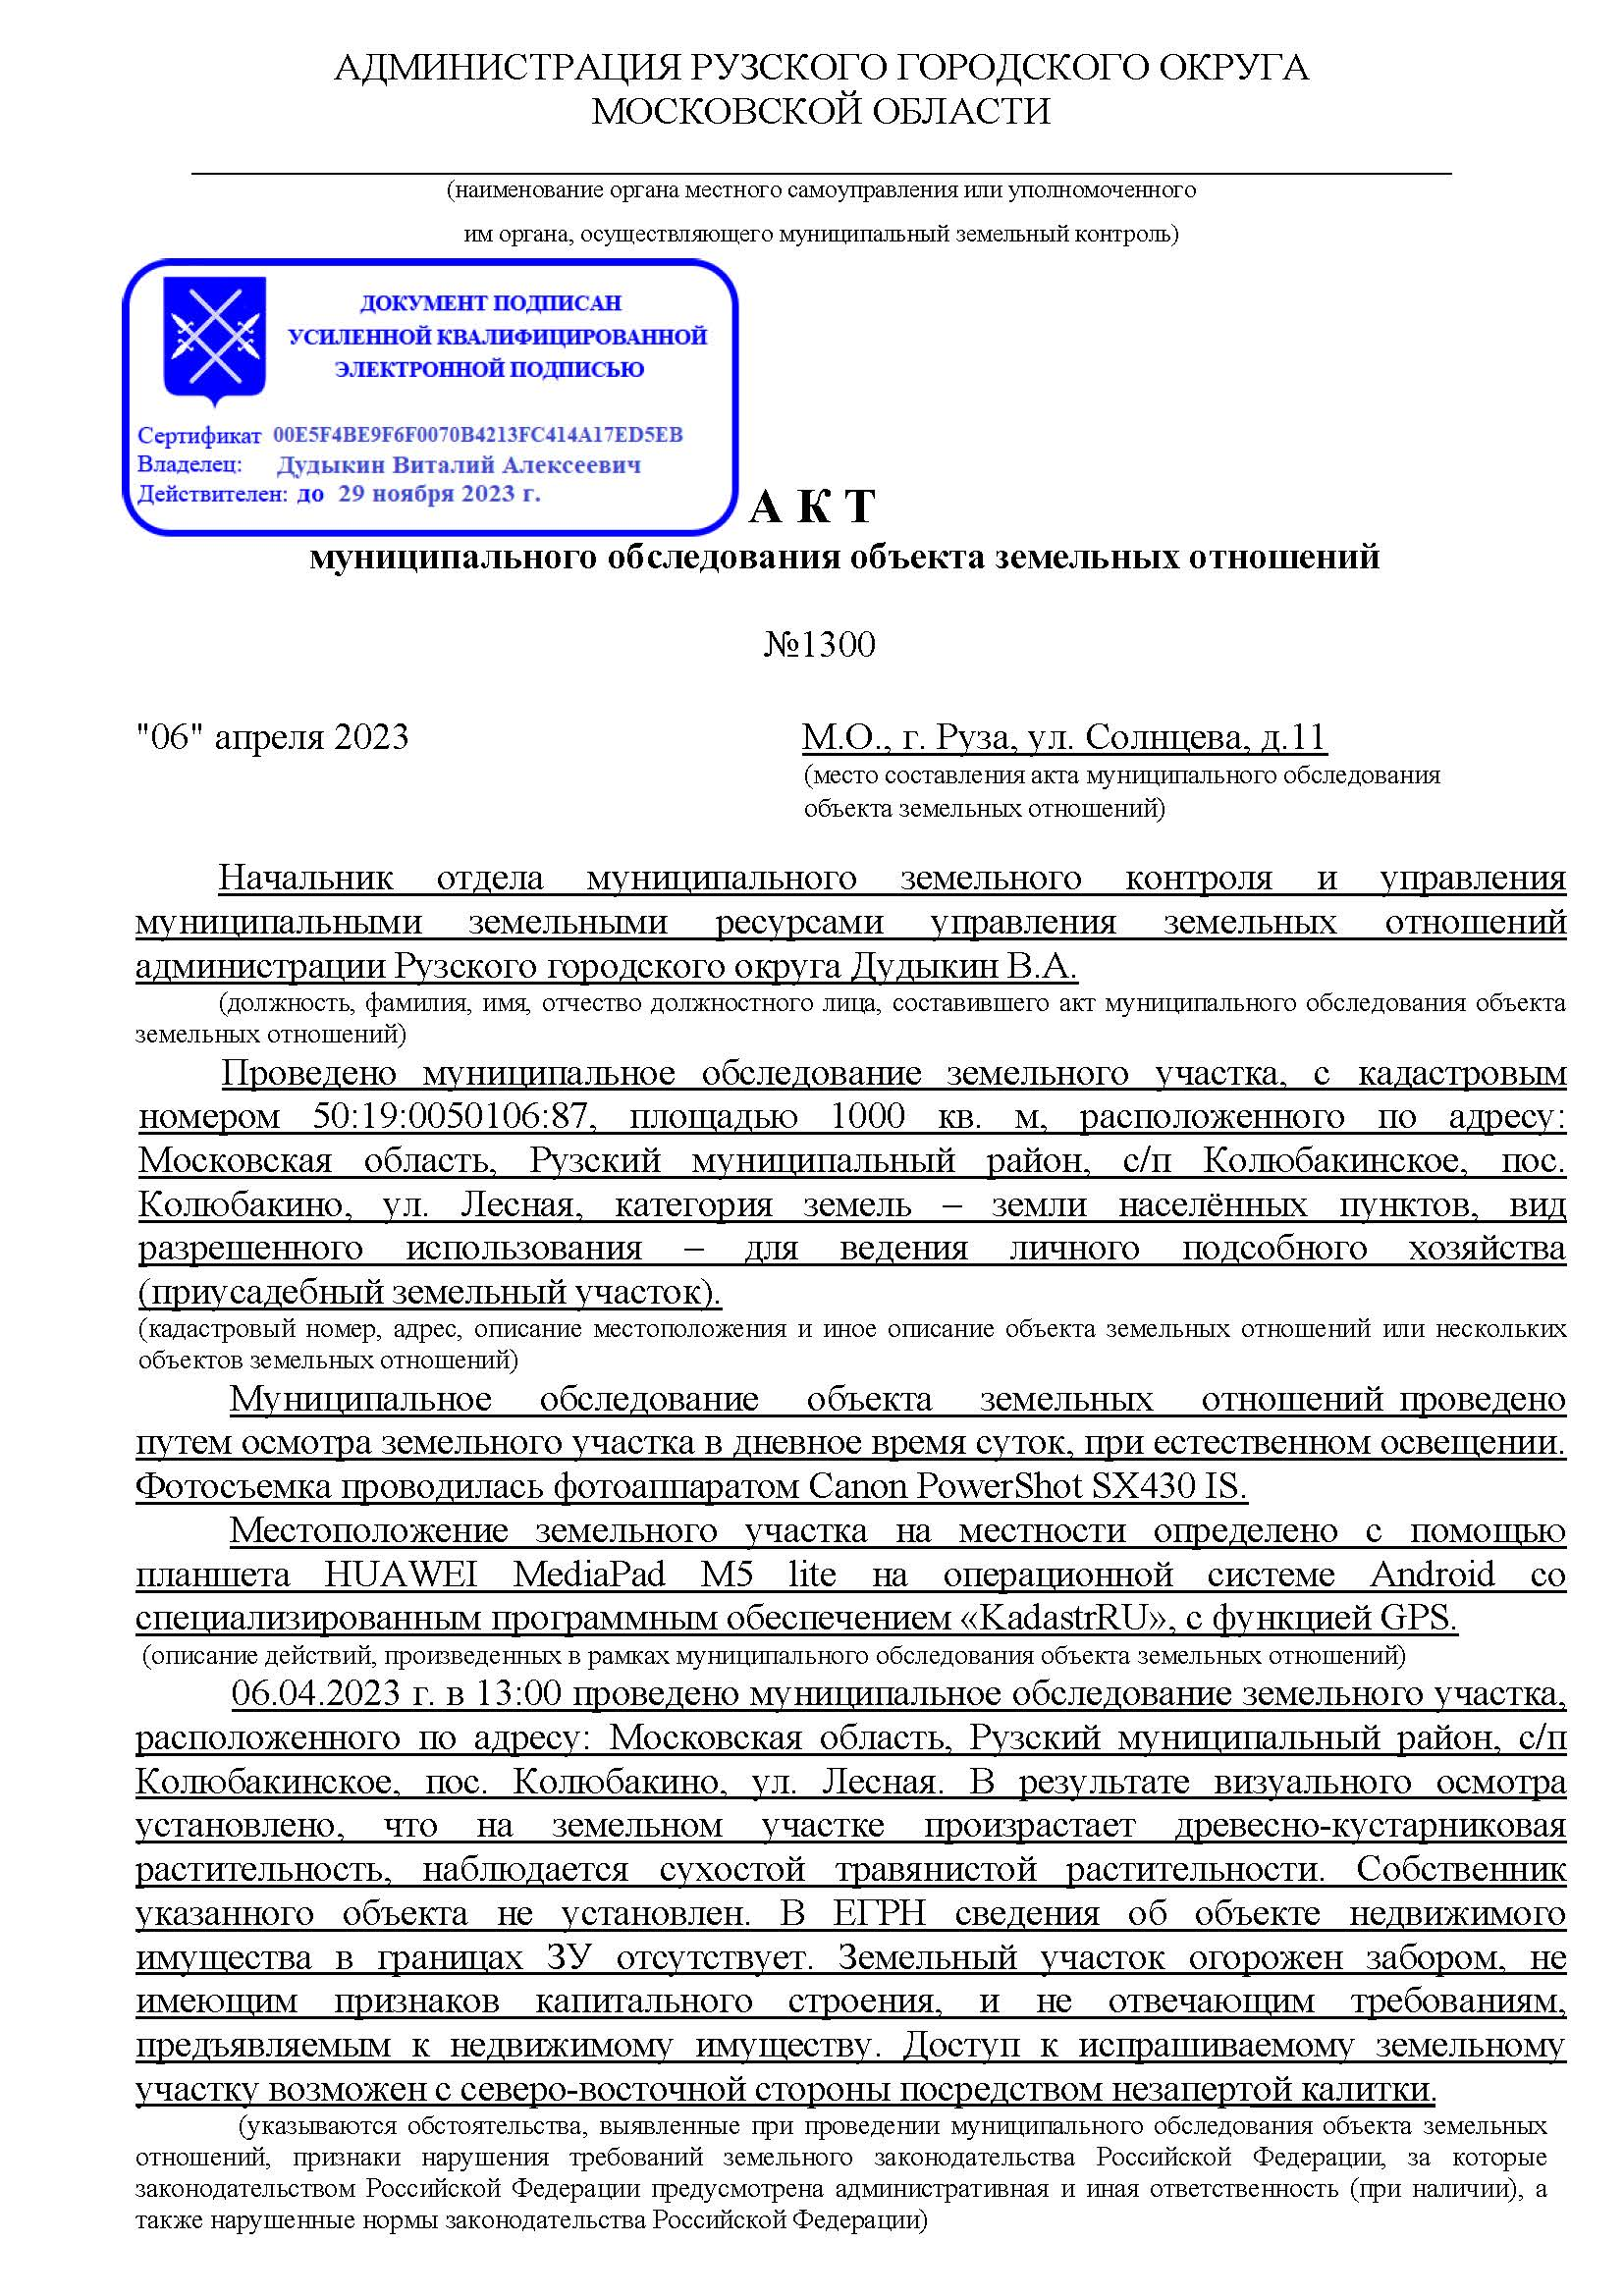 АДМИНИСТРАЦИЯ РУЗСКОГО ГОРОДСКОГО ОКРУГА
МОСКОВСКОЙ ОБЛАСТИ
(наименование органа местного самоуправления или уполномоченного
им органа, осуществляющего муниципальный земельный контроль)
ДОКУМЕНТ ПОДПИСАН
УСИЛЕННОЙ КВАЛИФИЦИРОВАННОЙ
ЭЛЕКТРОННОЙ ПОДПИСЬЮ
Сертификат 00E5F4BE9F6F0070B4213FC414A17ED5EB
Владелец: Дудыкин Виталий Алексеевич
Действителен: до 29 ноября 2023 г.
А К Т
муниципального обследования объекта земельных отношений
№1300
"06" апреля 2023 М.О., г. Руза, ул. Солнцева, д.11
(место составления акта муниципального обследования
объекта земельных отношений)
Начальник отдела муниципального земельного контроля и управления
муниципальными земельными ресурсами управления земельных отношений
администрации Рузского городского округа Дудыкин В.А.
(должность, фамилия, имя, отчество должностного лица, составившего акт муниципального обследования объекта
земельных отношений)
Проведено муниципальное обследование земельного участка, с кадастровым
номером 50:19:0050106:87, площадью 1000 кв. м, расположенного по адресу:
Московская область, Рузский муниципальный район, с/п Колюбакинское, пос.
Колюбакино, ул. Лесная, категория земель – земли населённых пунктов, вид
разрешенного использования – для ведения личного подсобного хозяйства
(приусадебный земельный участок).
(кадастровый номер, адрес, описание местоположения и иное описание объекта земельных отношений или нескольких
объектов земельных отношений)
Муниципальное обследование объекта земельных отношений проведено
путем осмотра земельного участка в дневное время суток, при естественном освещении.
Фотосъемка проводилась фотоаппаратом Canon PowerShot SX430 IS.
Местоположение земельного участка на местности определено с помощью
планшета HUAWEI MediaPad M5 lite на операционной системе Android со
специализированным программным обеспечением «KadastrRU», с функцией GPS.
(описание действий, произведенных в рамках муниципального обследования объекта земельных отношений)
06.04.2023 г. в 13:00 проведено муниципальное обследование земельного участка,
расположенного по адресу: Московская область, Рузский муниципальный район, с/п
Колюбакинское, пос. Колюбакино, ул. Лесная. В результате визуального осмотра
установлено, что на земельном участке произрастает древесно-кустарниковая
растительность, наблюдается сухостой травянистой растительности. Собственник
указанного объекта не установлен. В ЕГРН сведения об объекте недвижимого
имущества в границах ЗУ отсутствует. Земельный участок огорожен забором, не
имеющим признаков капитального строения, и не отвечающим требованиям,
предъявляемым к недвижимому имуществу. Доступ к испрашиваемому земельному
участку возможен с северо-восточной стороны посредством незапертой калитки.
(указываются обстоятельства, выявленные при проведении муниципального обследования объекта земельных
отношений, признаки нарушения требований земельного законодательства Российской Федерации, за которые
законодательством Российской Федерации предусмотрена административная и иная ответственность (при наличии), а
также нарушенные нормы законодательства Российской Федерации)